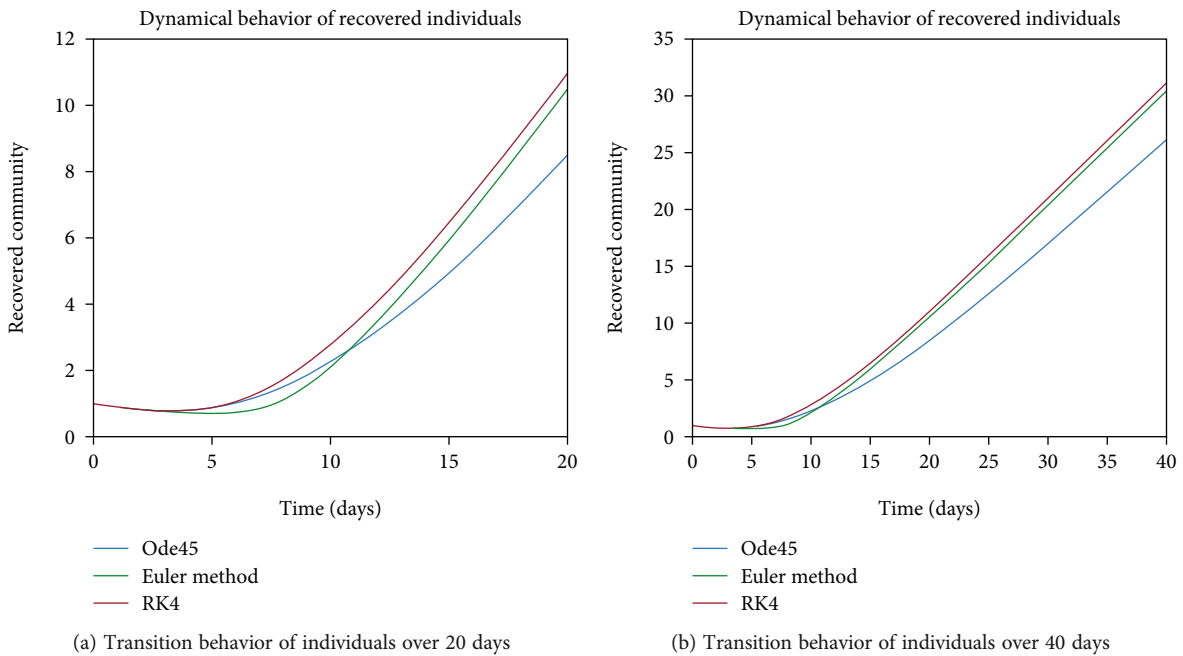 Dynamical behavior of recovered individuals
12
10
8
6
4
2
0
Recovered community
0 5 10 15 20
Time (days)
Ode45
Euler method
RK4
(a) Transition behavior of individuals over 20 days
Dynamical behavior of recovered individuals
35
30
25
20
15
10
5
0
Recovered community
0 5 10 15 20 25 30 35 40
Time (days)
Ode45
Euler method
RK4
(b) Transition behavior of individuals over 40 days